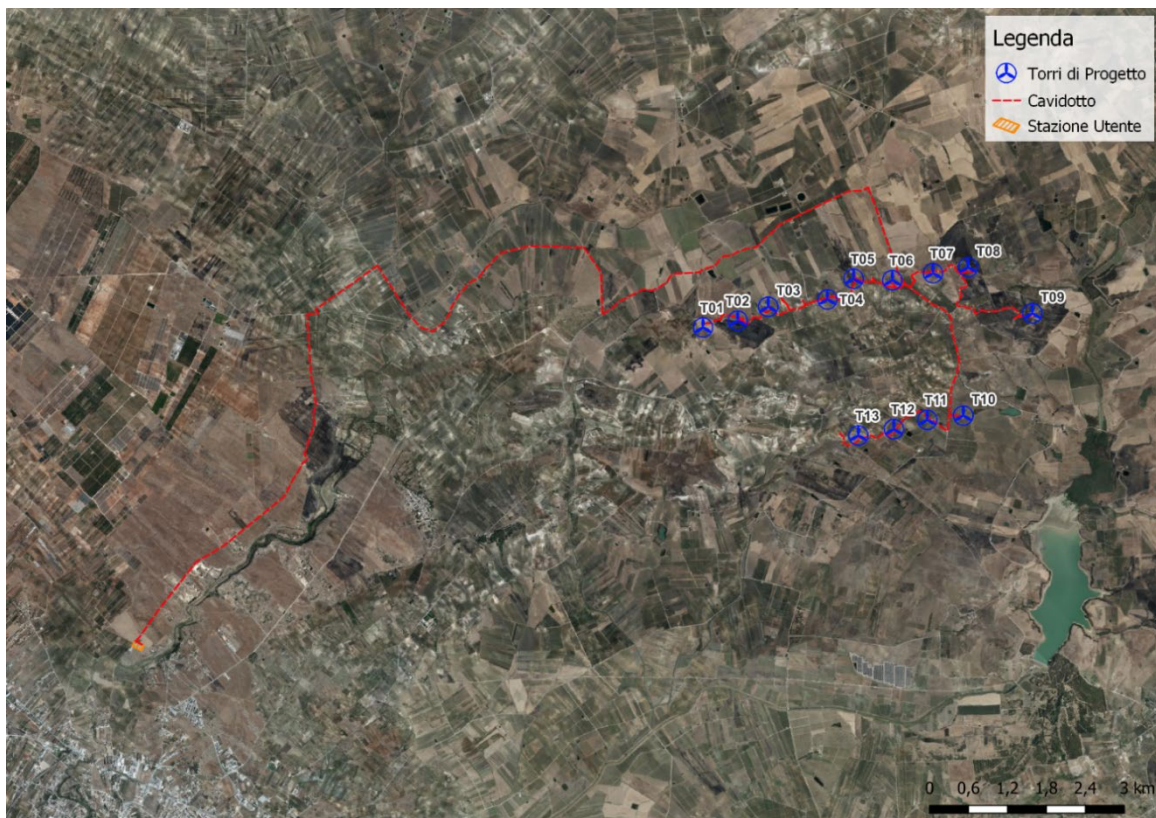 Legenda
Torri di Progetto
Cavidotto
Stazione Utente
T05
T06
T07
T08
T01
T02
T03
T04
T09
T13
T12
T11
T10
0 0,6 1,2 1,8 2,4 3 km